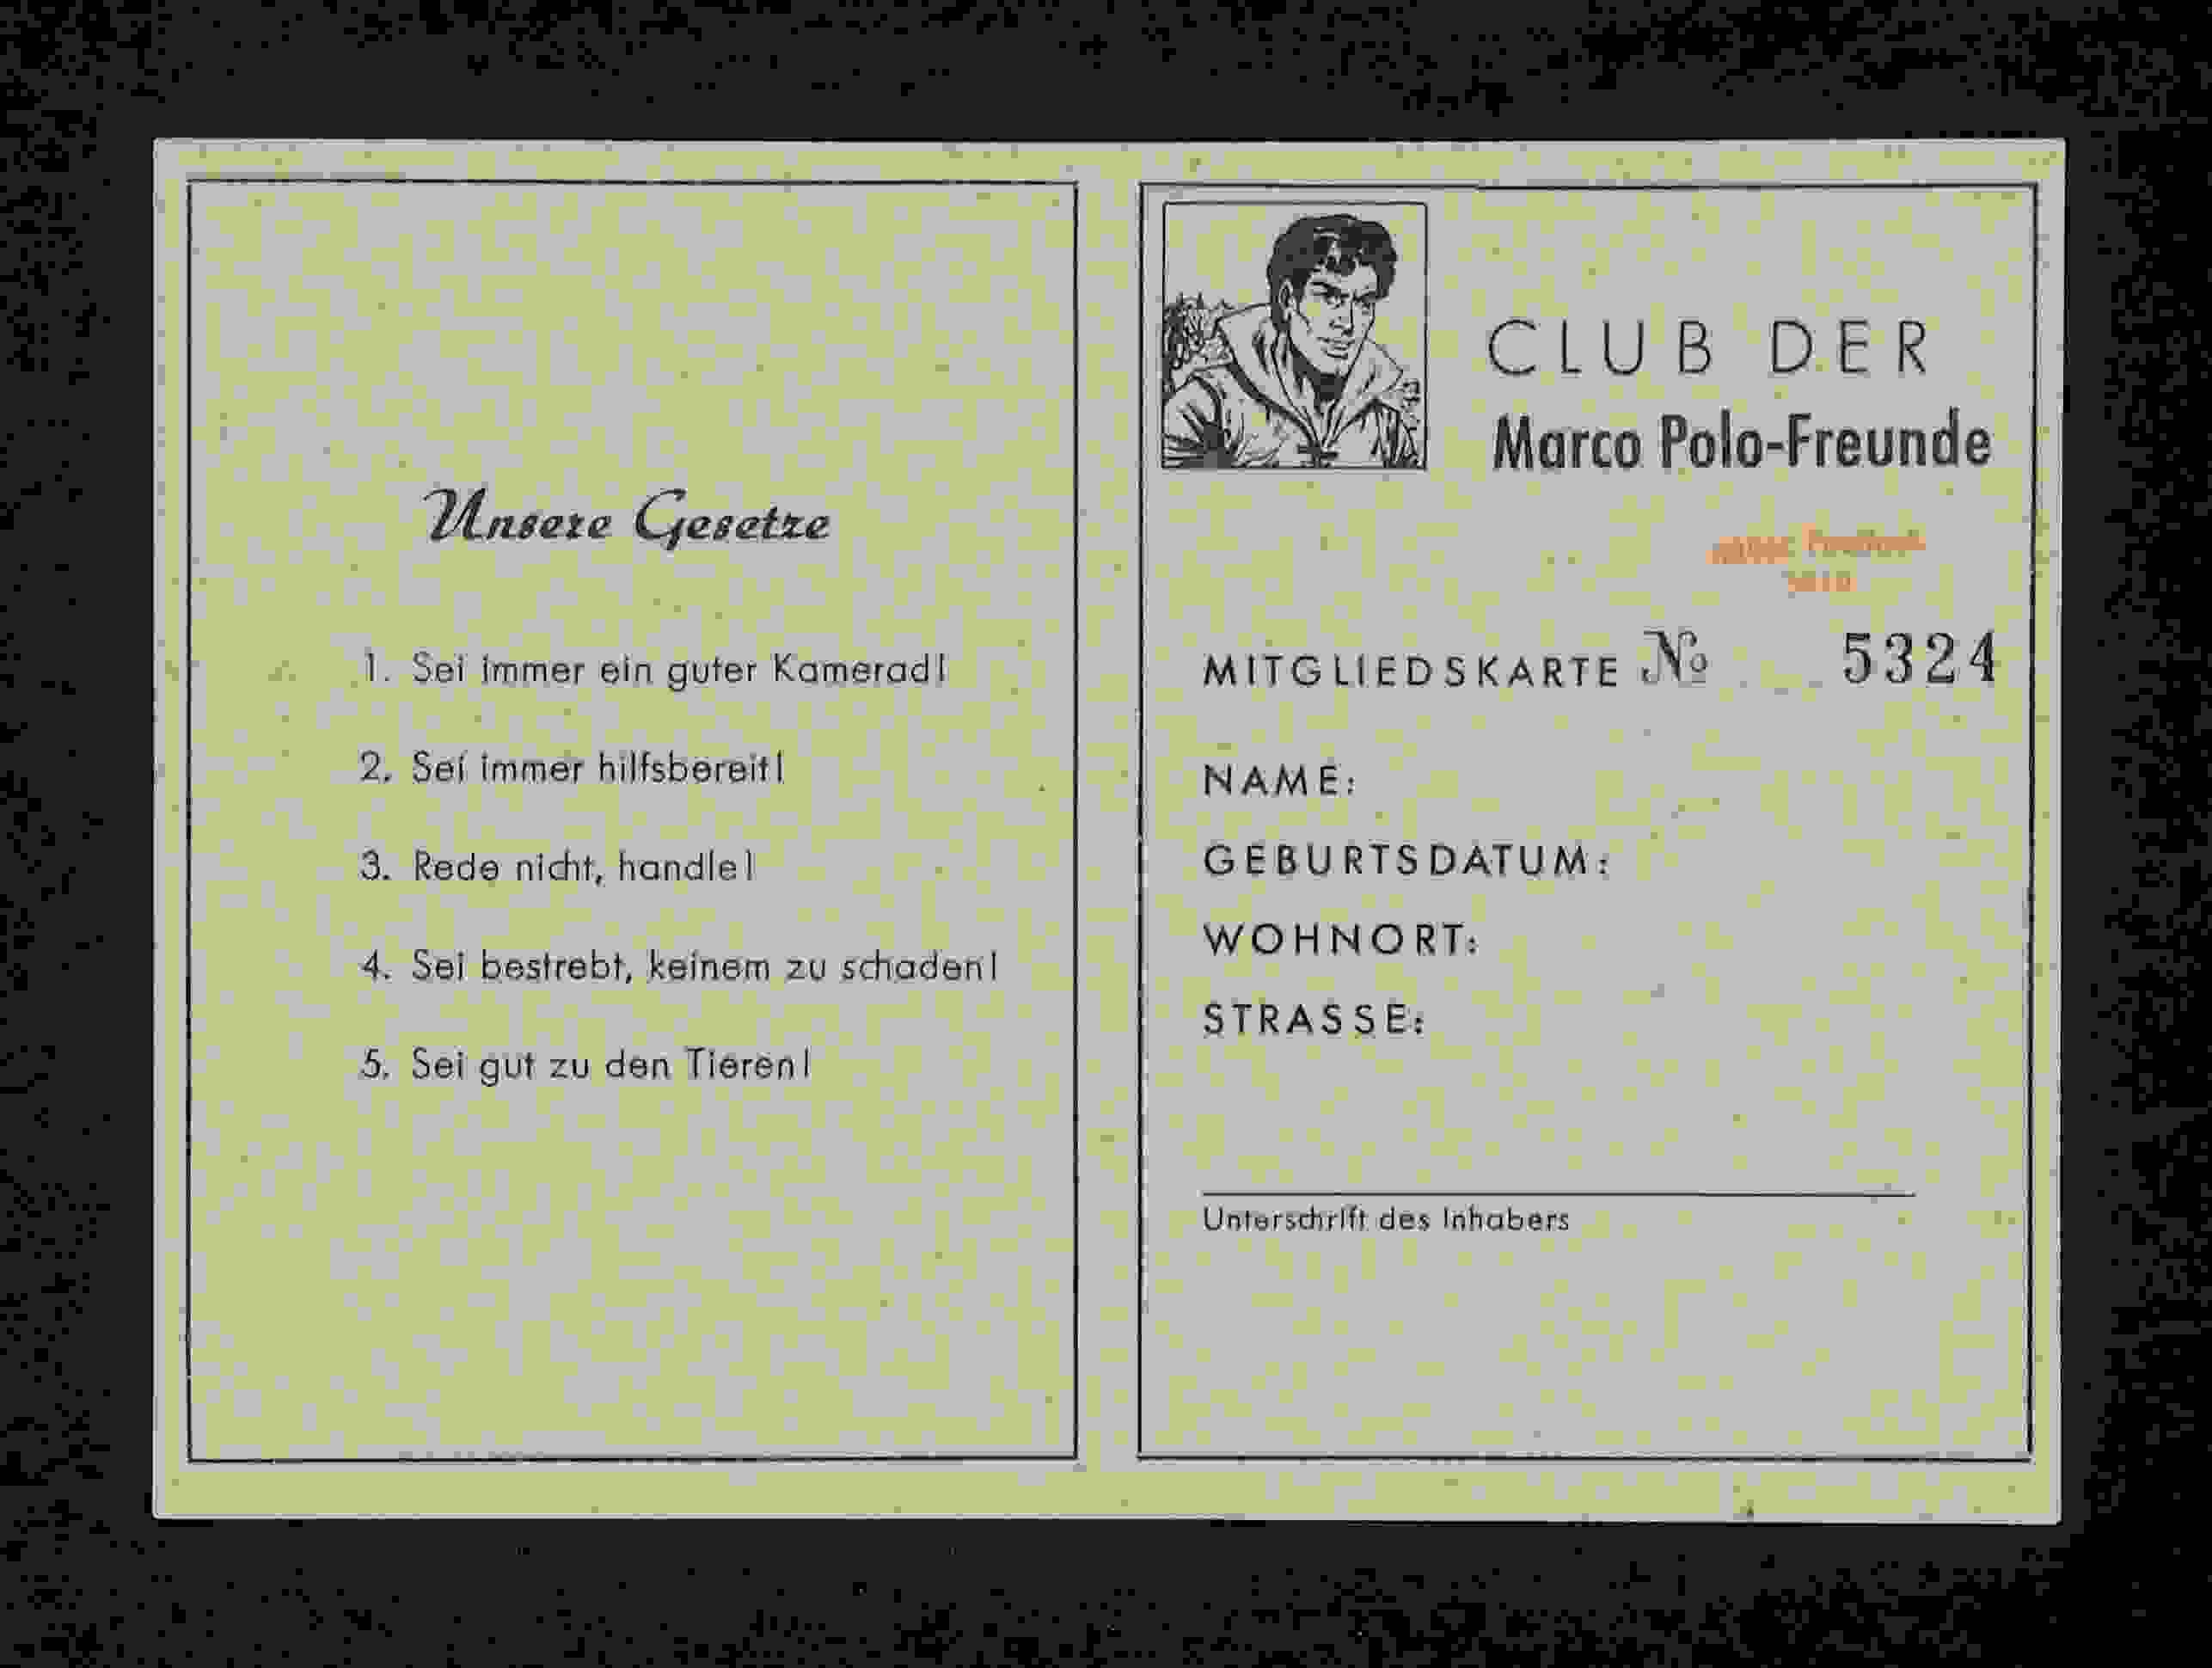 Unsere Gesetze
1. Sei immer ein guter Kamerad!
2. Sei immer hilfsbereit!
3. Rede nicht, handle!
4. Sei bestrebt, keinem zu schaden!
5. Sei gut zu den Tieren!
CLUB DER
Marco Polo-Freunde
MITGLIEDSKARTE № 5324
NAME:
GEBURTSDATUM:
WOHNORT:
STRASSE:
Unterschrift des Inhabers